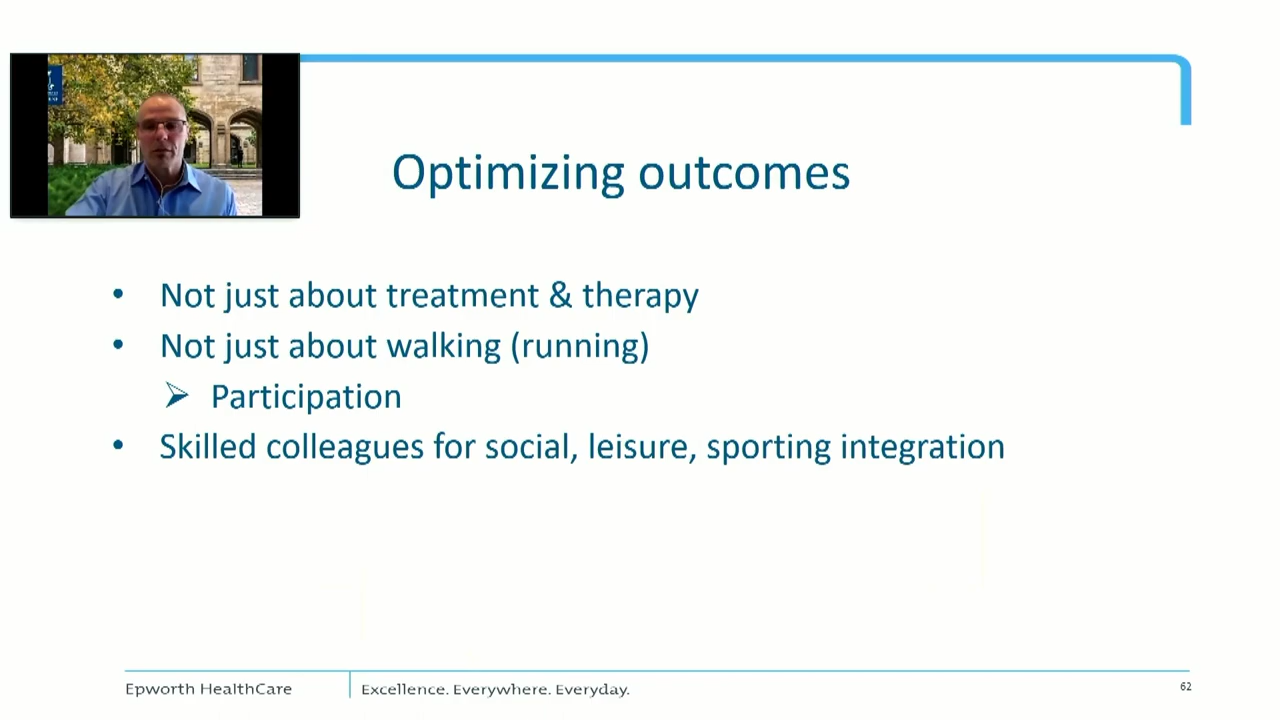 Optimizing outcomes
• Not just about treatment & therapy
• Not just about walking (running)
➢ Participation
• Skilled colleagues for social, leisure, sporting integration
Epworth HealthCare
Excellence. Everywhere. Everyday.
62